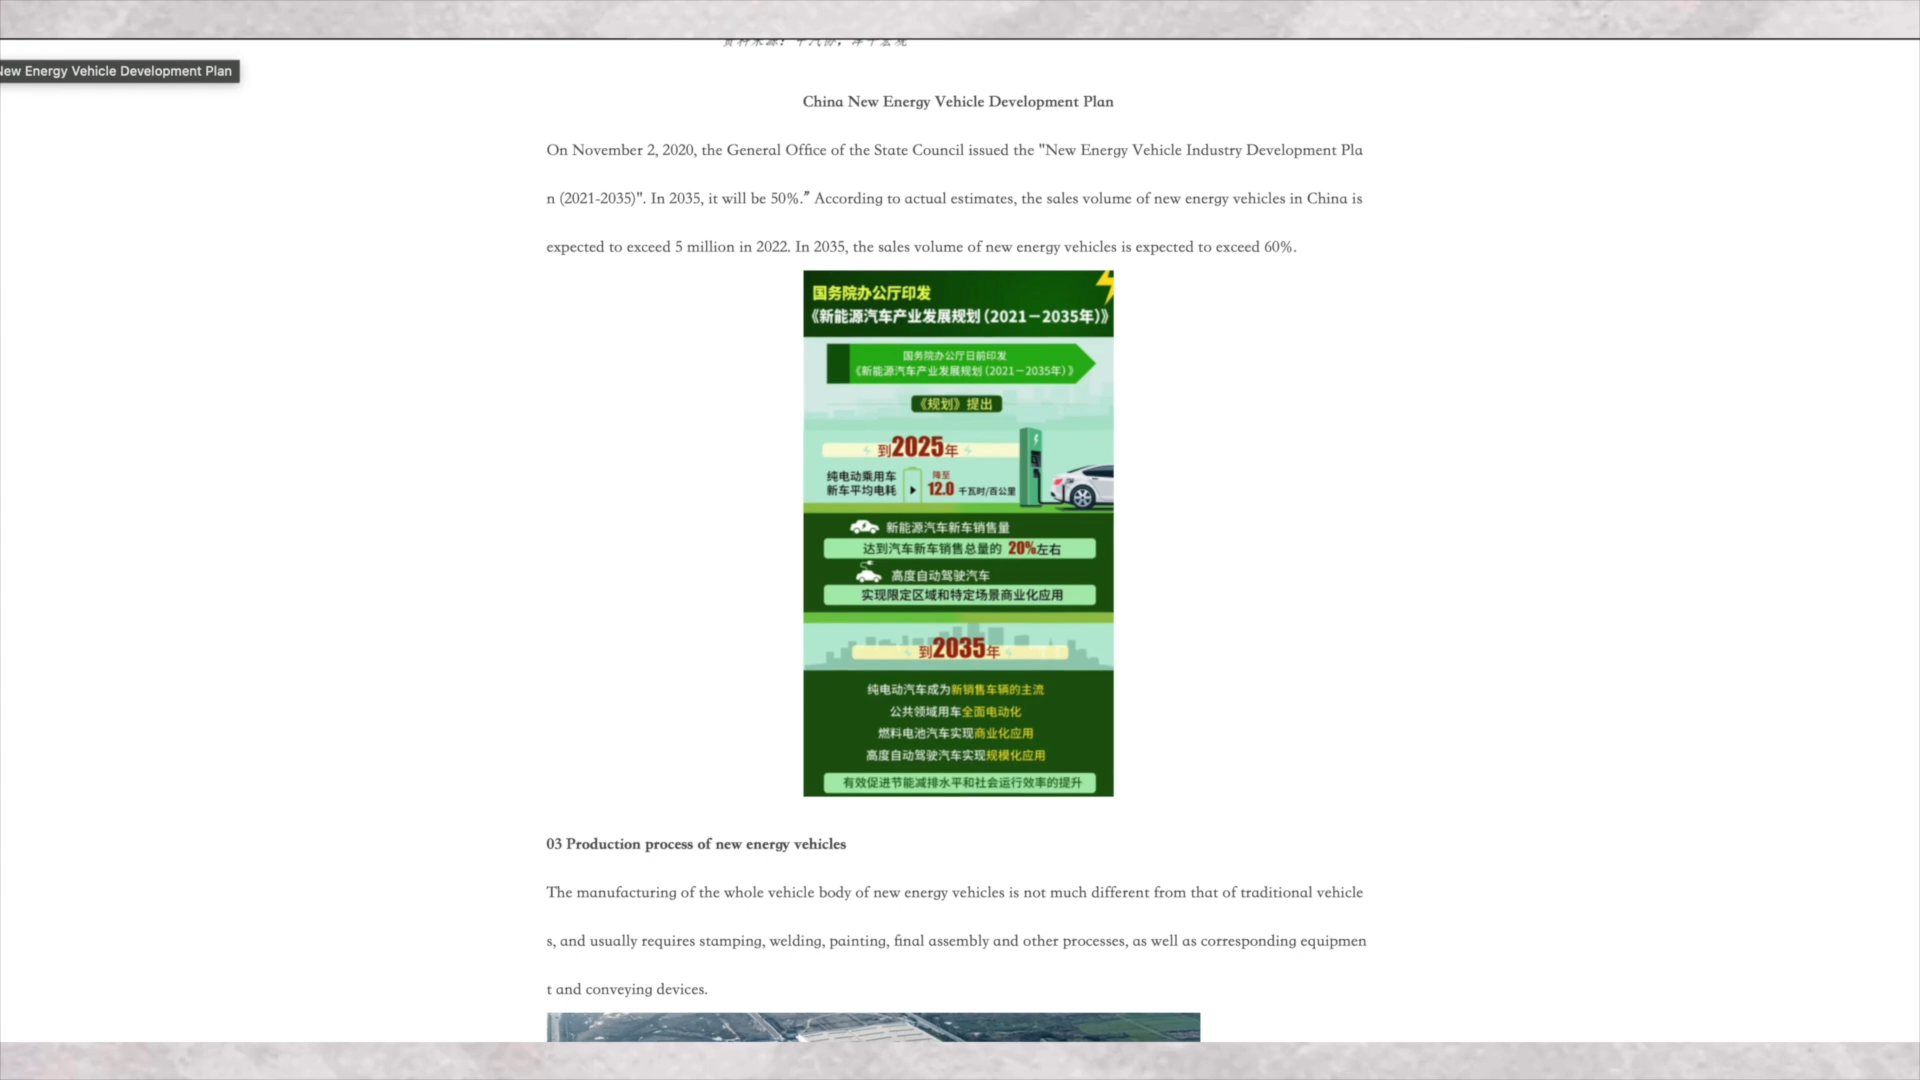 资料来源：中汽协，泽平宏观
New Energy Vehicle Development Plan
China New Energy Vehicle Development Plan
On November 2, 2020, the General Office of the State Council issued the "New Energy Vehicle Industry Development Pla
n (2021-2035)". In 2035, it will be 50%.” According to actual estimates, the sales volume of new energy vehicles in China is
expected to exceed 5 million in 2022. In 2035, the sales volume of new energy vehicles is expected to exceed 60%.
国务院办公厅印发
《新能源汽车产业发展规划（2021－2035年）》
国务院办公厅日前印发
《新能源汽车产业发展规划（2021－2035年）》
《规划》提出
到2025年
纯电动乘用车
新车平均电耗
降至
12.0 千瓦时/百公里
新能源汽车新车销售量
达到汽车新车销售总量的 20%左右
高度自动驾驶汽车
实现限定区域和特定场景商业化应用
到2035年
纯电动汽车成为新销售车辆的主流
公共领域用车全面电动化
燃料电池汽车实现商业化应用
高度自动驾驶汽车实现规模化应用
有效促进节能减排水平和社会运行效率的提升
03 Production process of new energy vehicles
The manufacturing of the whole vehicle body of new energy vehicles is not much different from that of traditional vehicle
s, and usually requires stamping, welding, painting, final assembly and other processes, as well as corresponding equipmen
t and conveying devices.